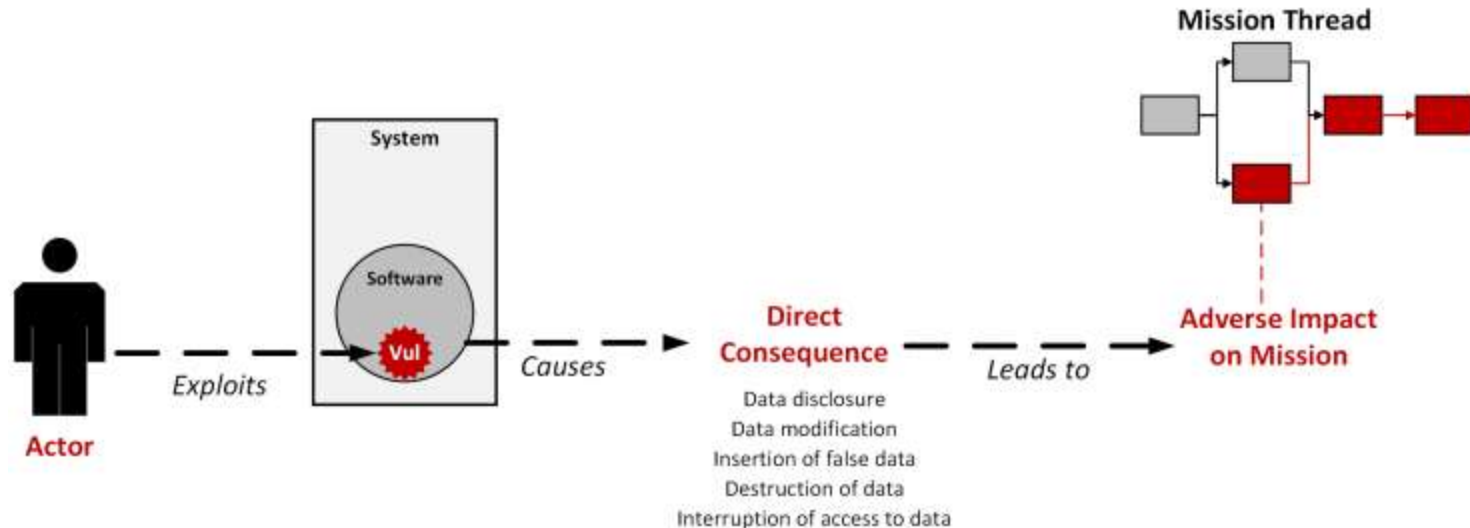 Mission Thread
System
Software
Vul
Exploits
Actor
Causes
Direct
Consequence
Data disclosure
Data modification
Insertion of false data
Destruction of data
Interruption of access to data
Leads to
Adverse Impact
on Mission